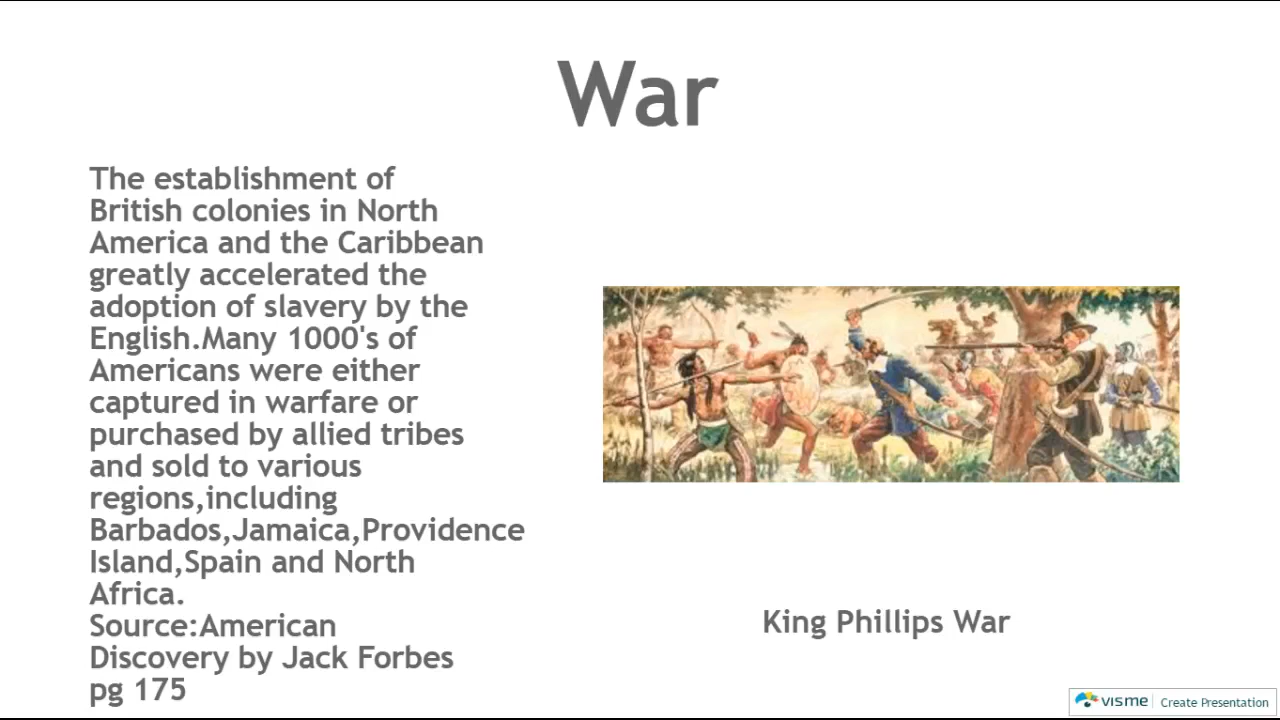 War
The establishment of
British colonies in North
America and the Caribbean
greatly accelerated the
adoption of slavery by the
English.Many 1000's of
Americans were either
captured in warfare or
purchased by allied tribes
and sold to various
regions,including
Barbados,Jamaica,Providence
Island,Spain and North
Africa.
Source:American
Discovery by Jack Forbes
pg 175
King Phillips War
visme Create Presentation